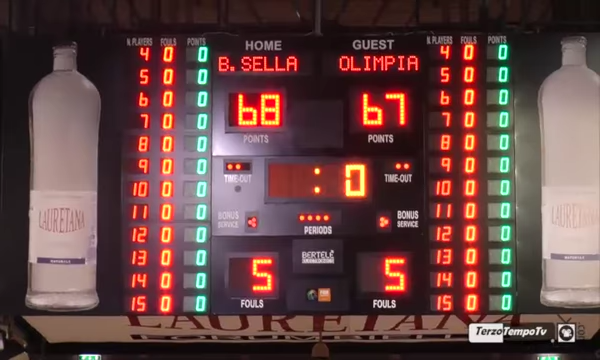 HOME GUEST
B.SELLA OLIMPIA
N.PLAYERS FOULS POINTS N.PLAYERS FOULS POINTS
4 0 0 4 0 0
5 0 0 5 0 0
6 0 0 6 0 0
7 0 0 7 0 0
8 0 0 8 0 0
9 0 0 9 0 0
10 0 0 10 0 0
11 0 0 11 0 0
12 0 0 12 0 0
13 0 0 13 0 0
14 0 0 14 0 0
15 0 0 15 0 0
68 67
POINTS POINTS
: 0
TIME-OUT TIME-OUT
BONUS SERVICE PERIODS BONUS SERVICE
BERTELÈ
5 5
FOULS FOULS
LAURETANA LAURETANA
LAURETANA
TerzoTempoTv